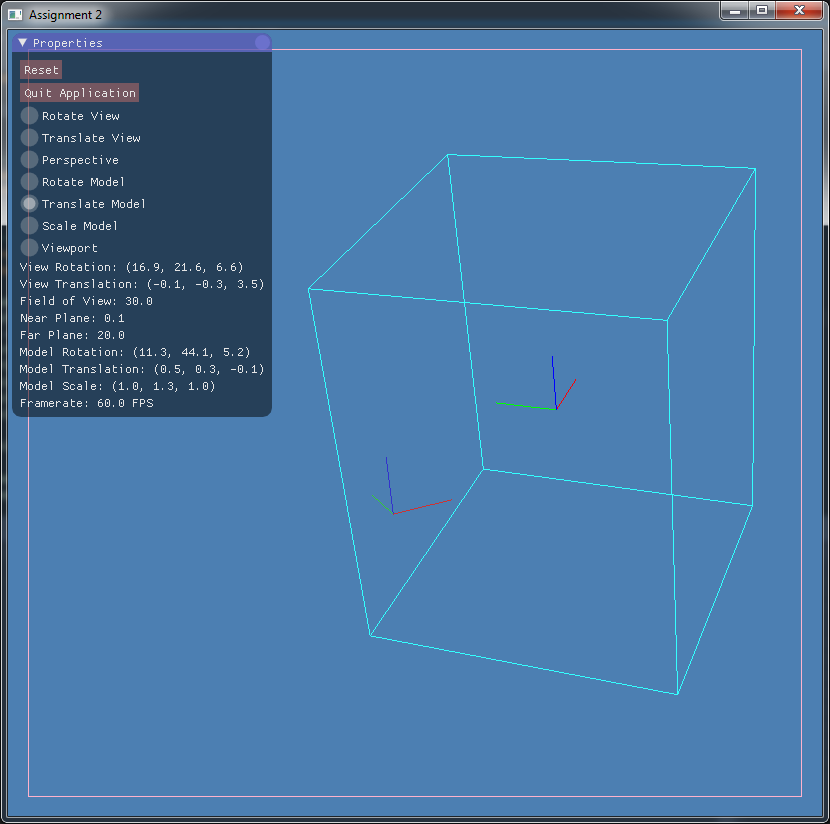 Assignment 2
Properties
Reset
Quit Application
Rotate View
Translate View
Perspective
Rotate Model
Translate Model
Scale Model
Viewport
View Rotation: (16.9, 21.6, 6.6)
View Translation: (-0.1, -0.3, 3.5)
Field of View: 30.0
Near Plane: 0.1
Far Plane: 20.0
Model Rotation: (11.3, 44.1, 5.2)
Model Translation: (0.5, 0.3, -0.1)
Model Scale: (1.0, 1.3, 1.0)
Framerate: 60.0 FPS